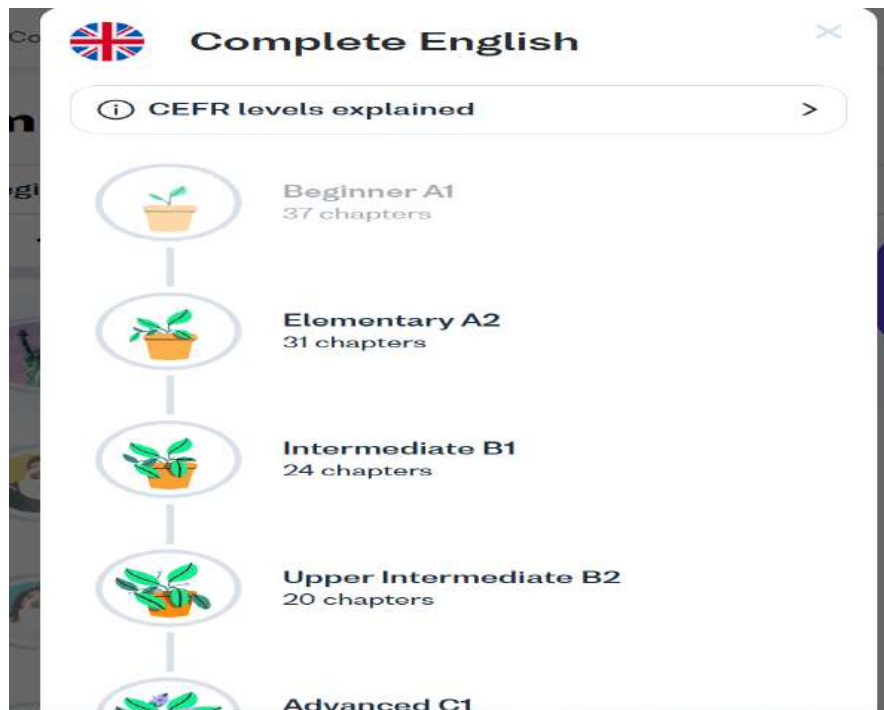 Co
Complete English
CEFR levels explained
Beginner A1
37 chapters
Elementary A2
31 chapters
Intermediate B1
24 chapters
Upper Intermediate B2
20 chapters
Advanced C1